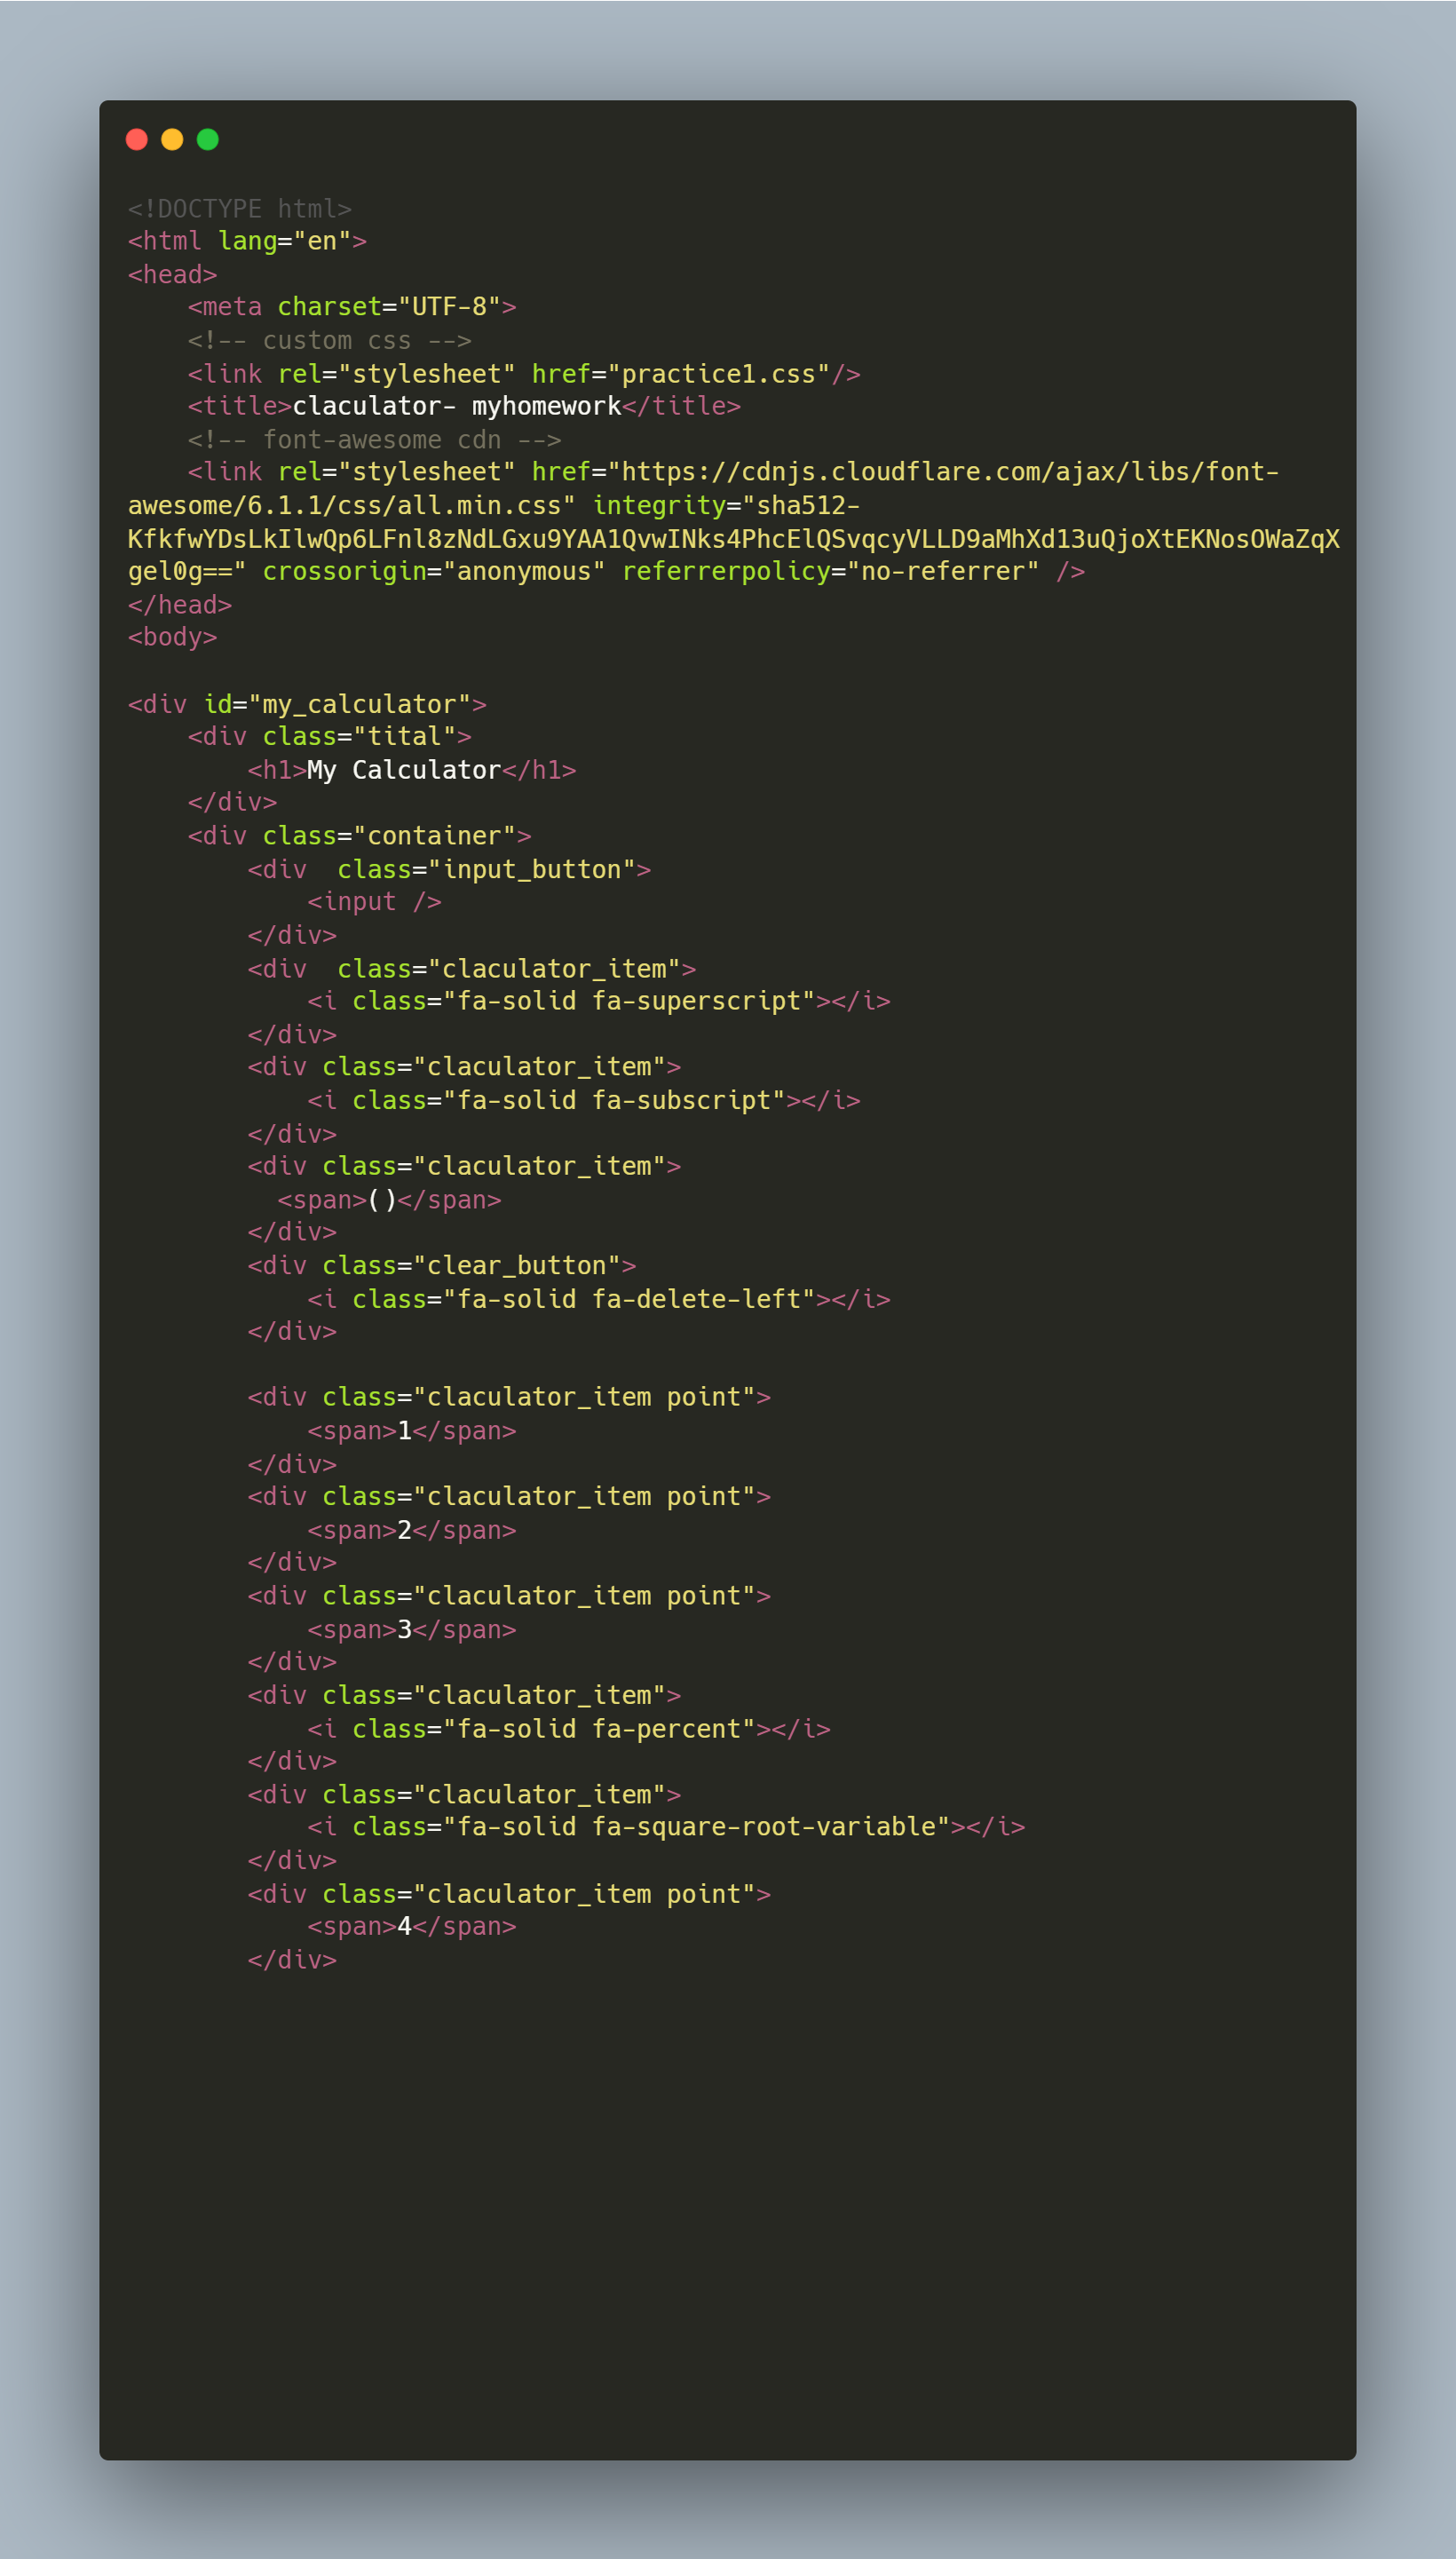 <!DOCTYPE html>
<html lang="en">
<head>
    <meta charset="UTF-8">
    <!-- custom css -->
    <link rel="stylesheet" href="practice1.css"/>
    <title>claculator- myhomework</title>
    <!-- font-awesome cdn -->
    <link rel="stylesheet" href="https://cdnjs.cloudflare.com/ajax/libs/font-
awesome/6.1.1/css/all.min.css" integrity="sha512-
KfkfwYDsLkIlwQp6LFnl8zNdLGxu9YAA1QvwINks4PhcElQSvqcyVLLD9aMhXd13uQjoXtEKNosOWaZqX
gel0g==" crossorigin="anonymous" referrerpolicy="no-referrer" />
</head>
<body>

<div id="my_calculator">
    <div class="tital">
        <h1>My Calculator</h1>
    </div>
    <div class="container">
        <div  class="input_button">
            <input />
        </div>
        <div  class="claculator_item">
            <i class="fa-solid fa-superscript"></i>
        </div>
        <div class="claculator_item">
            <i class="fa-solid fa-subscript"></i>
        </div>
        <div class="claculator_item">
          <span>()</span>
        </div>
        <div class="clear_button">
            <i class="fa-solid fa-delete-left"></i>
        </div>

        <div class="claculator_item point">
            <span>1</span>
        </div>
        <div class="claculator_item point">
            <span>2</span>
        </div>
        <div class="claculator_item point">
            <span>3</span>
        </div>
        <div class="claculator_item">
            <i class="fa-solid fa-percent"></i>
        </div>
        <div class="claculator_item">
            <i class="fa-solid fa-square-root-variable"></i>
        </div>
        <div class="claculator_item point">
            <span>4</span>
        </div>